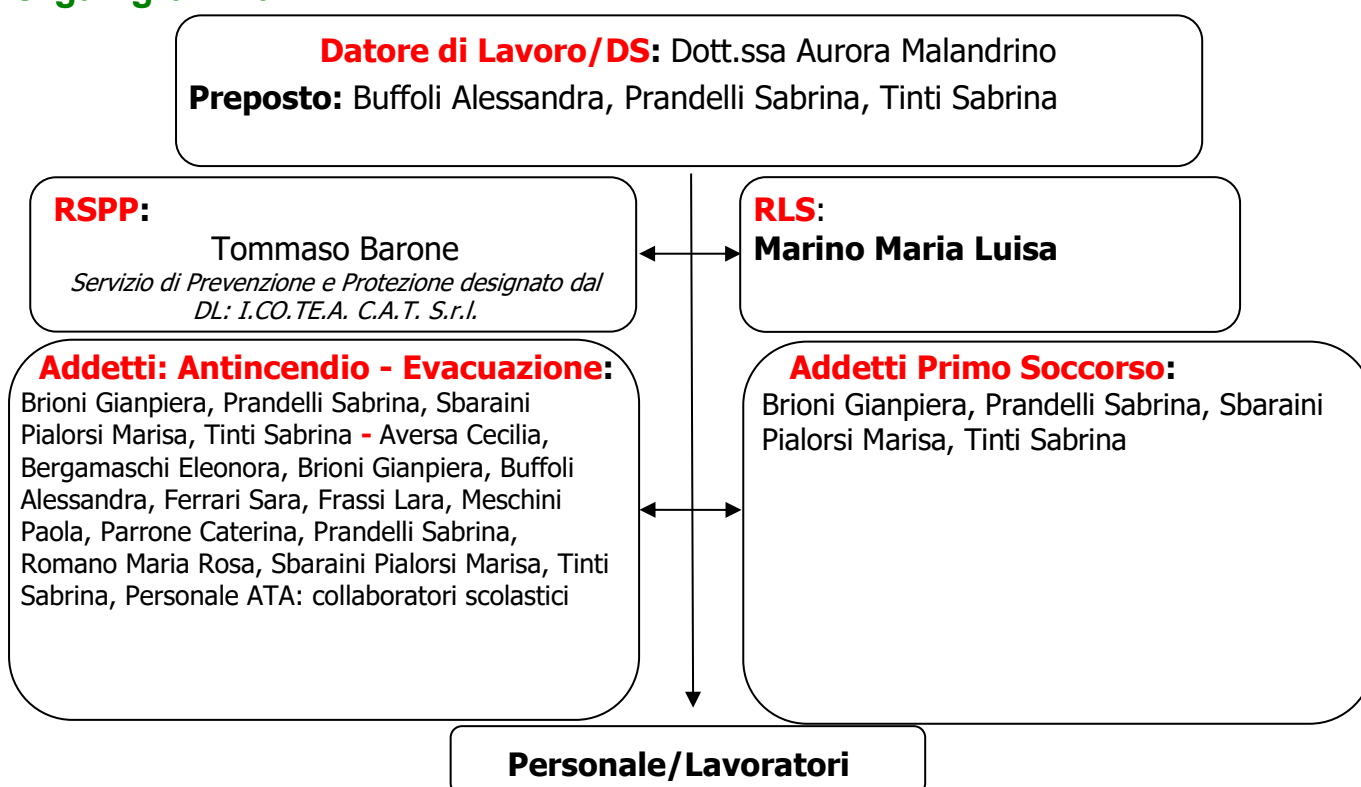 Datore di Lavoro/DS: Dott.ssa Aurora Malandrino
Preposto: Buffoli Alessandra, Prandelli Sabrina, Tinti Sabrina
RSPP:
Tommaso Barone
Servizio di Prevenzione e Protezione designato dal
DL: I.CO.TE.A. C.A.T. S.r.l.
RLS:
Marino Maria Luisa
Addetti: Antincendio - Evacuazione:
Brioni Gianpiera, Prandelli Sabrina, Sbaraini
Pialorsi Marisa, Tinti Sabrina - Aversa Cecilia,
Bergamaschi Eleonora, Brioni Gianpiera, Buffoli
Alessandra, Ferrari Sara, Frassi Lara, Meschini
Paola, Parrone Caterina, Prandelli Sabrina,
Romano Maria Rosa, Sbaraini Pialorsi Marisa, Tinti
Sabrina, Personale ATA: collaboratori scolastici
Addetti Primo Soccorso:
Brioni Gianpiera, Prandelli Sabrina, Sbaraini
Pialorsi Marisa, Tinti Sabrina
Personale/Lavoratori